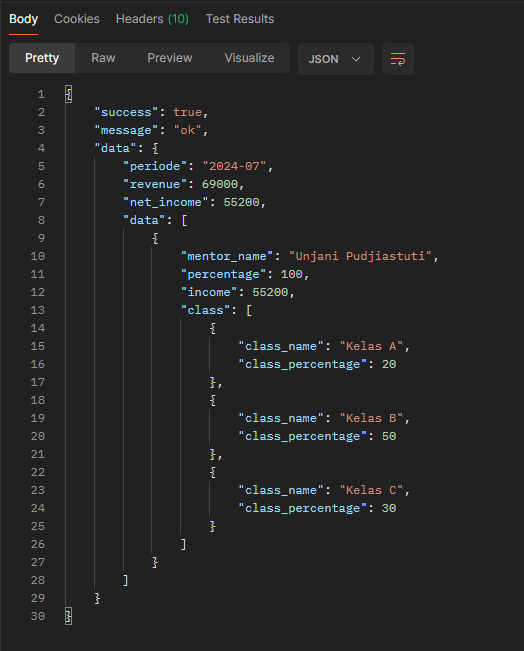 Body Cookies Headers (10) Test Results
Pretty Raw Preview Visualize JSON
1 {
2 "success": true,
3 "message": "ok",
4 "data": {
5 "periode": "2024-07",
6 "revenue": 69000,
7 "net_income": 55200,
8 "data": [
9 {
10 "mentor_name": "Unjani Pudjiastuti",
11 "percentage": 100,
12 "income": 55200,
13 "class": [
14 {
15 "class_name": "Kelas A",
16 "class_percentage": 20
17 },
18 {
19 "class_name": "Kelas B",
20 "class_percentage": 50
21 },
22 {
23 "class_name": "Kelas C",
24 "class_percentage": 30
25 }
26 ]
27 }
28 ]
29 }
30 }